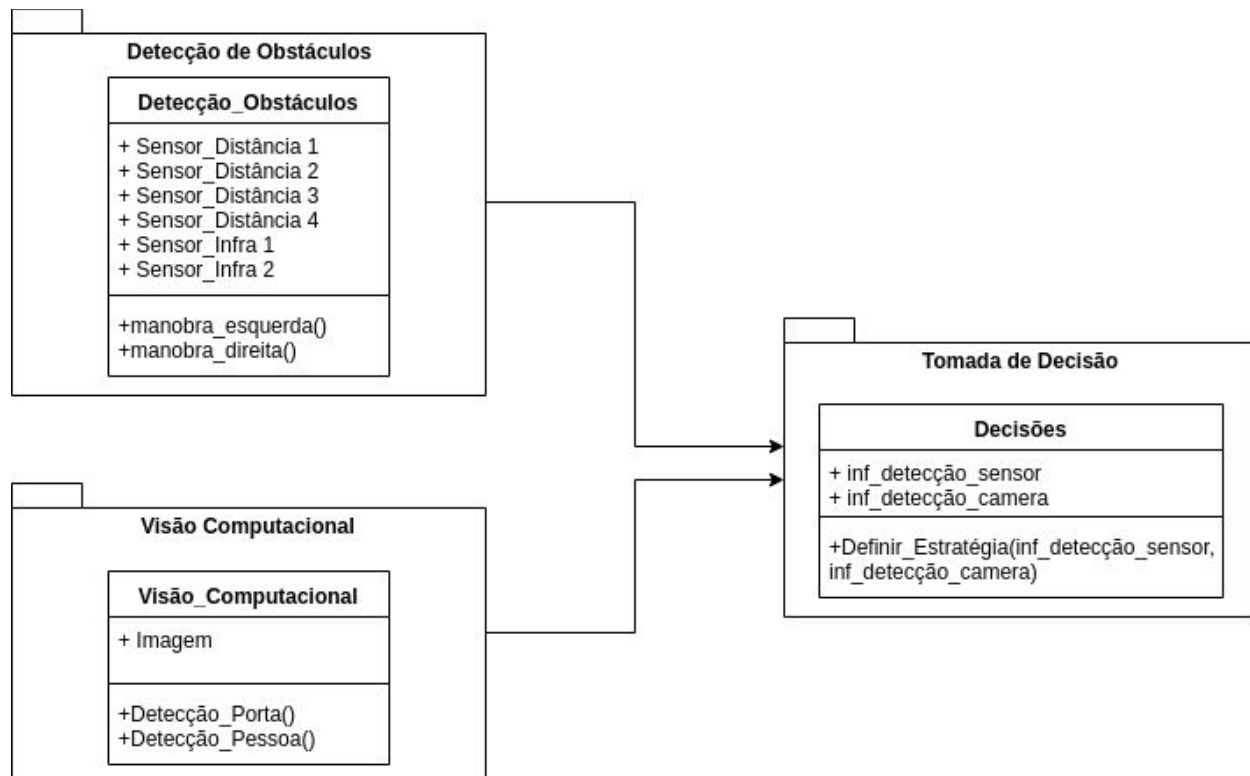 Detecção de Obstáculos
Detecção_Obstáculos
+ Sensor_Distância 1
+ Sensor_Distância 2
+ Sensor_Distância 3
+ Sensor_Distância 4
+ Sensor_Infra 1
+ Sensor_Infra 2
+manobra_esquerda()
+manobra_direita()
Visão Computacional
Visão_Computacional
+ Imagem
+Detecção_Porta()
+Detecção_Pessoa()
Tomada de Decisão
Decisões
+ inf_detecção_sensor
+ inf_detecção_camera
+Definir_Estratégia(inf_detecção_sensor,
inf_detecção_camera)